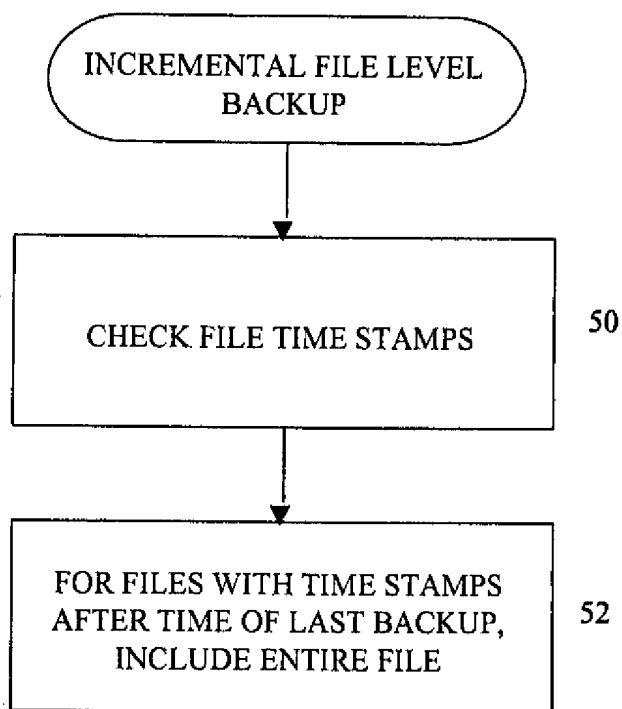 INCREMENTAL FILE LEVEL
BACKUP
CHECK FILE TIME STAMPS
50
FOR FILES WITH TIME STAMPS
AFTER TIME OF LAST BACKUP,
INCLUDE ENTIRE FILE
52